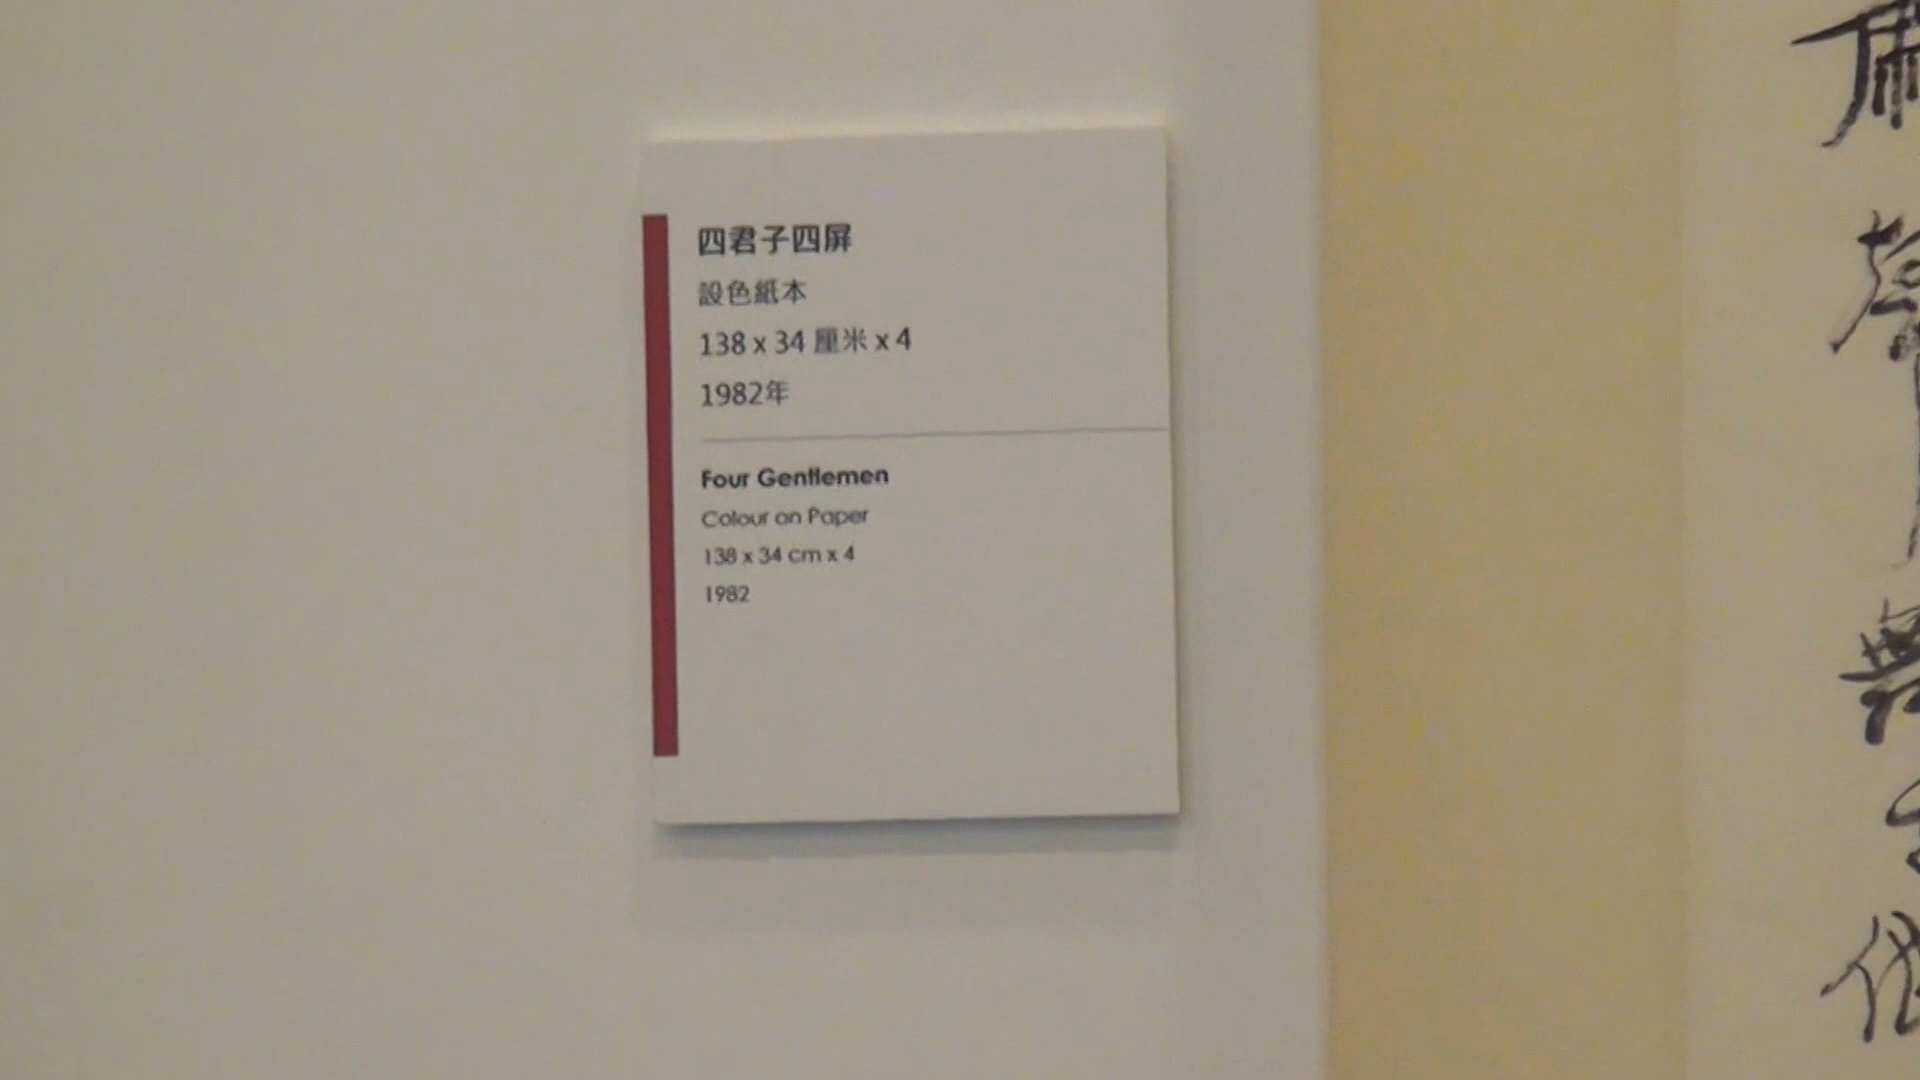 四君子四屏
設色紙本
138 x 34 厘米 x 4
1982年
Four Gentlemen
Colour on Paper
138 x 34 cm x 4
1982